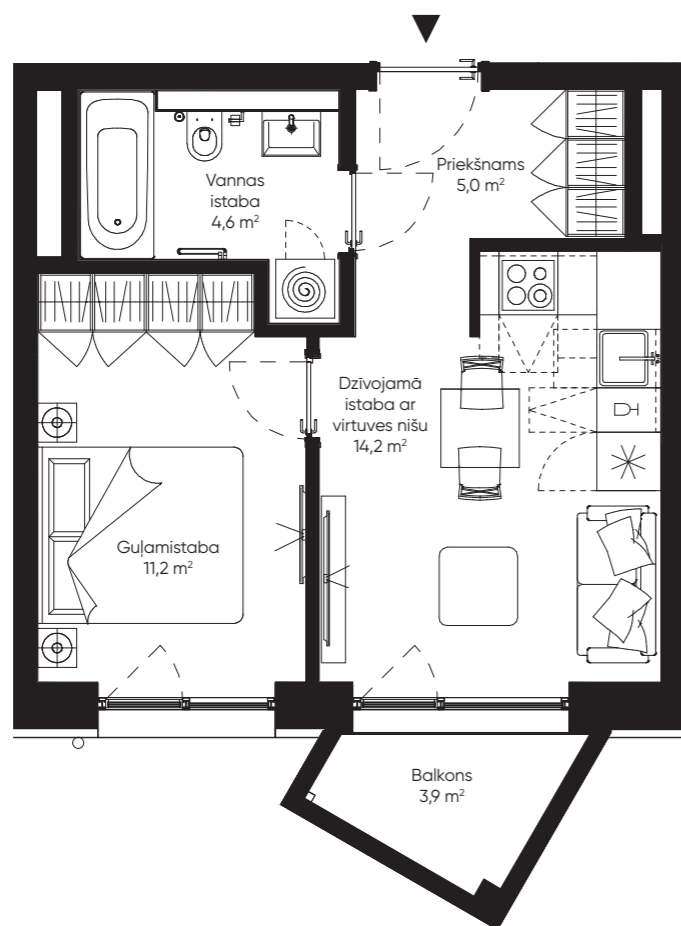 Priekšnams
5,0 m²
Vannas
istaba
4,6 m²
Dzīvojamā
istaba ar
virtuves nišu
14,2 m²
Guļamistaba
11,2 m²
Balkons
3,9 m²